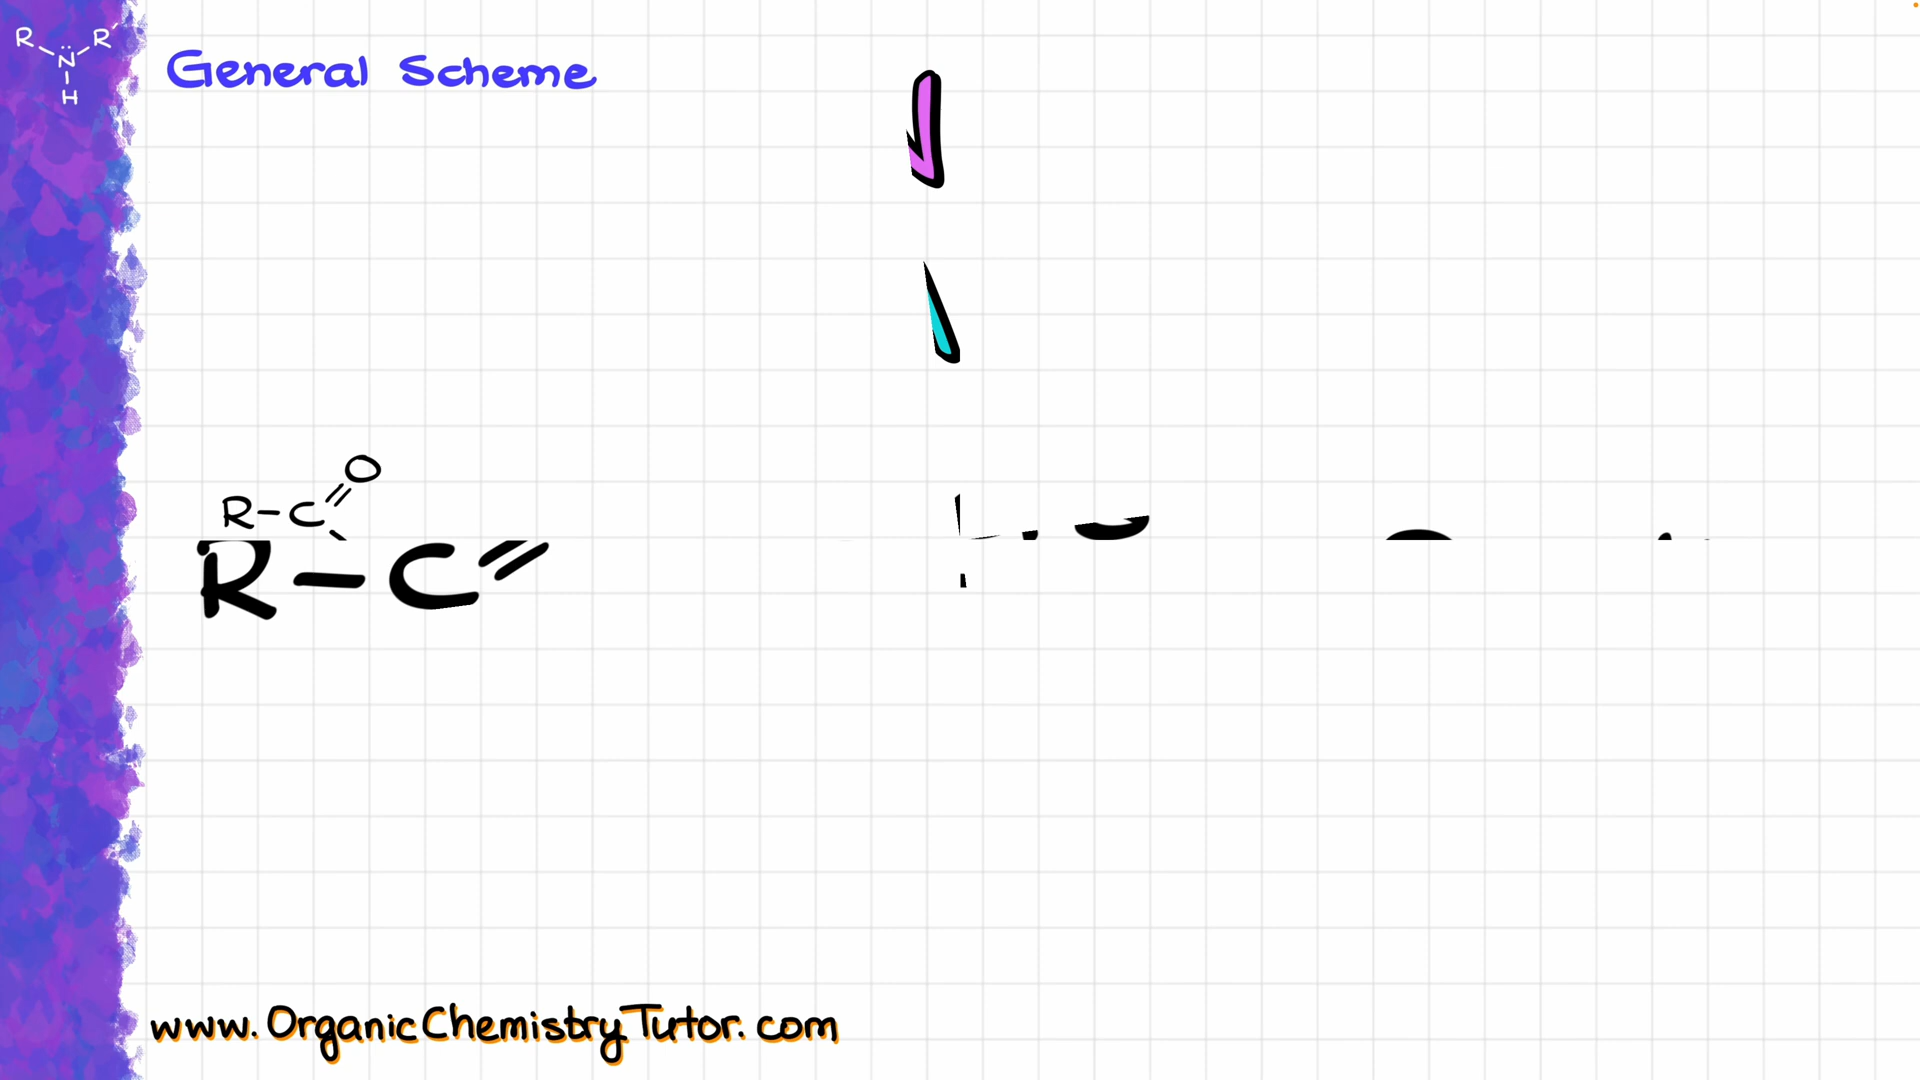 R N R'
H
General Scheme
O
R-C
R-C=
www.OrganicChemistryTutor.com